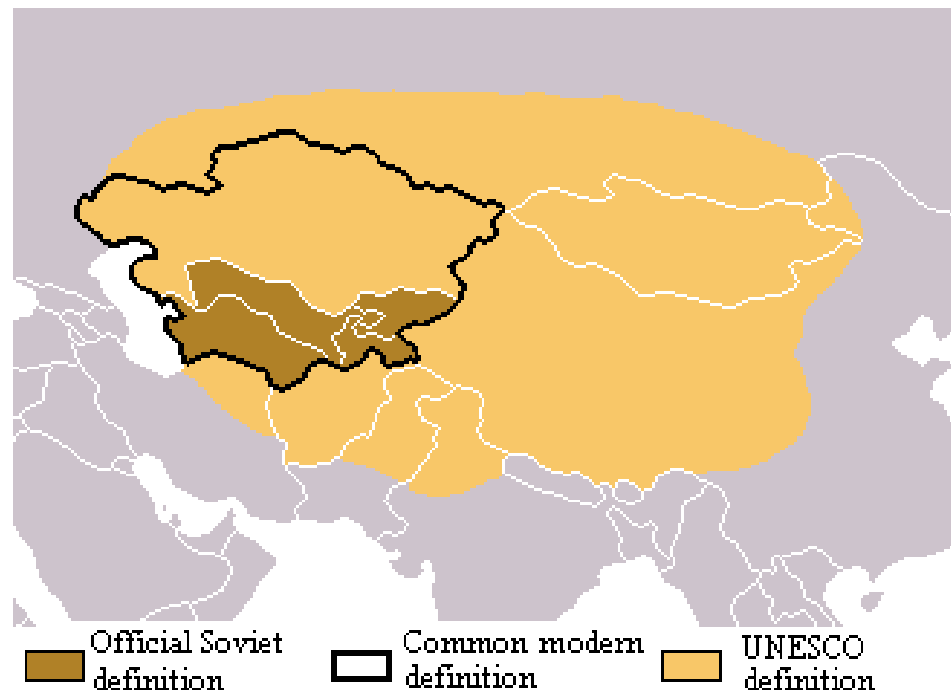 Official Soviet
definition
Common modern
definition
UNESCO
definition